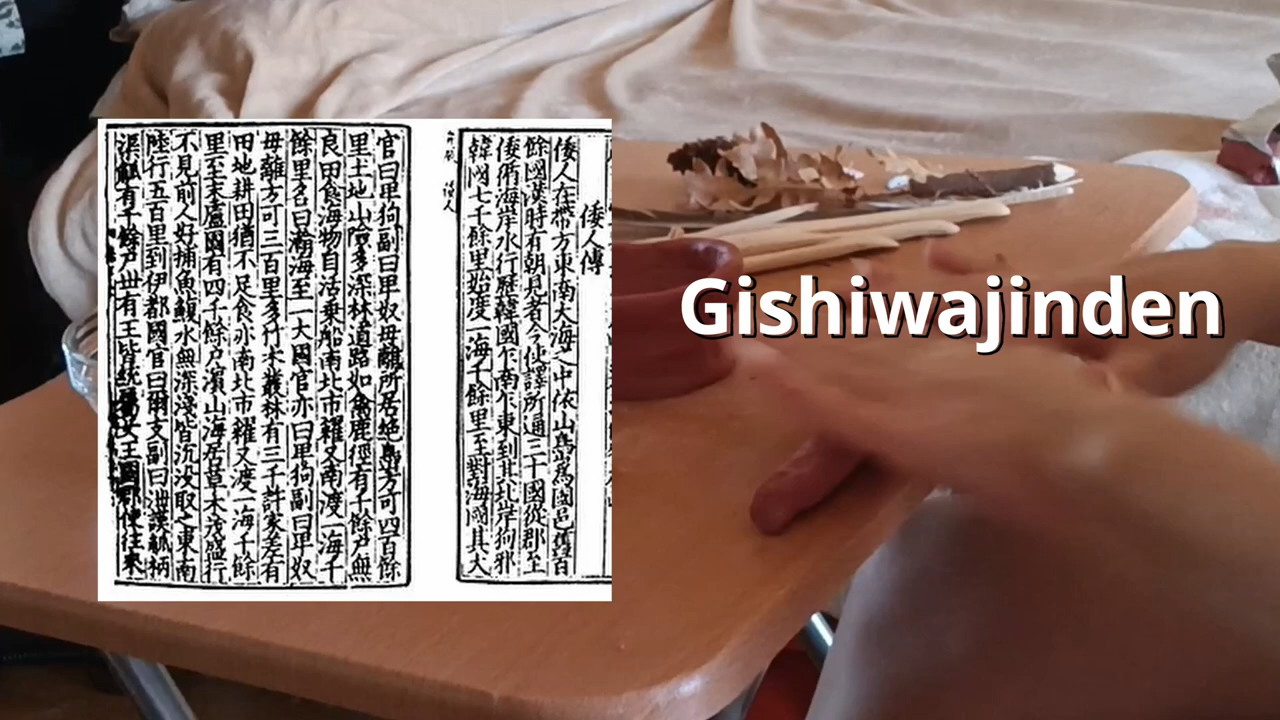 倭人傳
倭人在帶方東南大海之中依山㠀為國邑舊百
餘國漢時有朝見者今使譯所通三十國從郡至
倭循海岸水行歷韓國乍南乍東到其北岸狗邪
韓國七千餘里始度一海千餘里至對海國其大
官曰卑狗副曰卑奴母離所居絶㠀方可四百餘
里土地山險多深林道路如禽鹿徑有千餘戶無
良田食海物自活乗船南北市糴又南渡一海千
餘里名曰瀚海至一大國官亦曰卑狗副曰卑奴
母離方可三百里多竹木叢林有三千許家差有
田地耕田猶不足食亦南北市糴又渡一海千餘
里至末盧國有四千餘戶濱山海居草木茂盛行
不見前人好捕魚鰒水無深淺皆沉沒取之東南
陸行五百里到伊都國官曰爾支副曰泄謨觚柄
渠觚有千餘戶丗有王皆統屬女王國郡使往來
Gishiwajinden